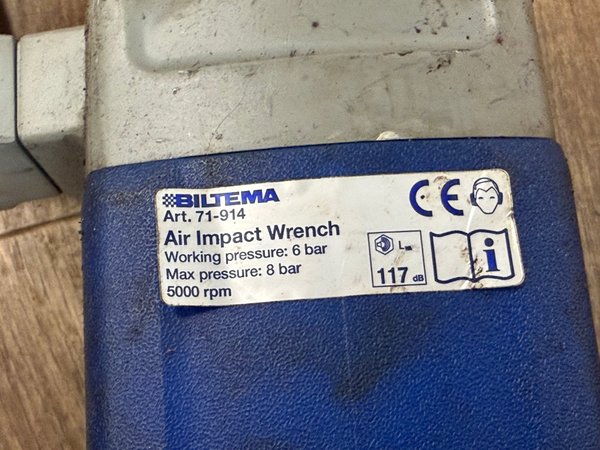 BILTEMA
Art. 71-914
Air Impact Wrench
Working pressure: 6 bar
Max pressure: 8 bar
5000 rpm
CE
117 dB
i